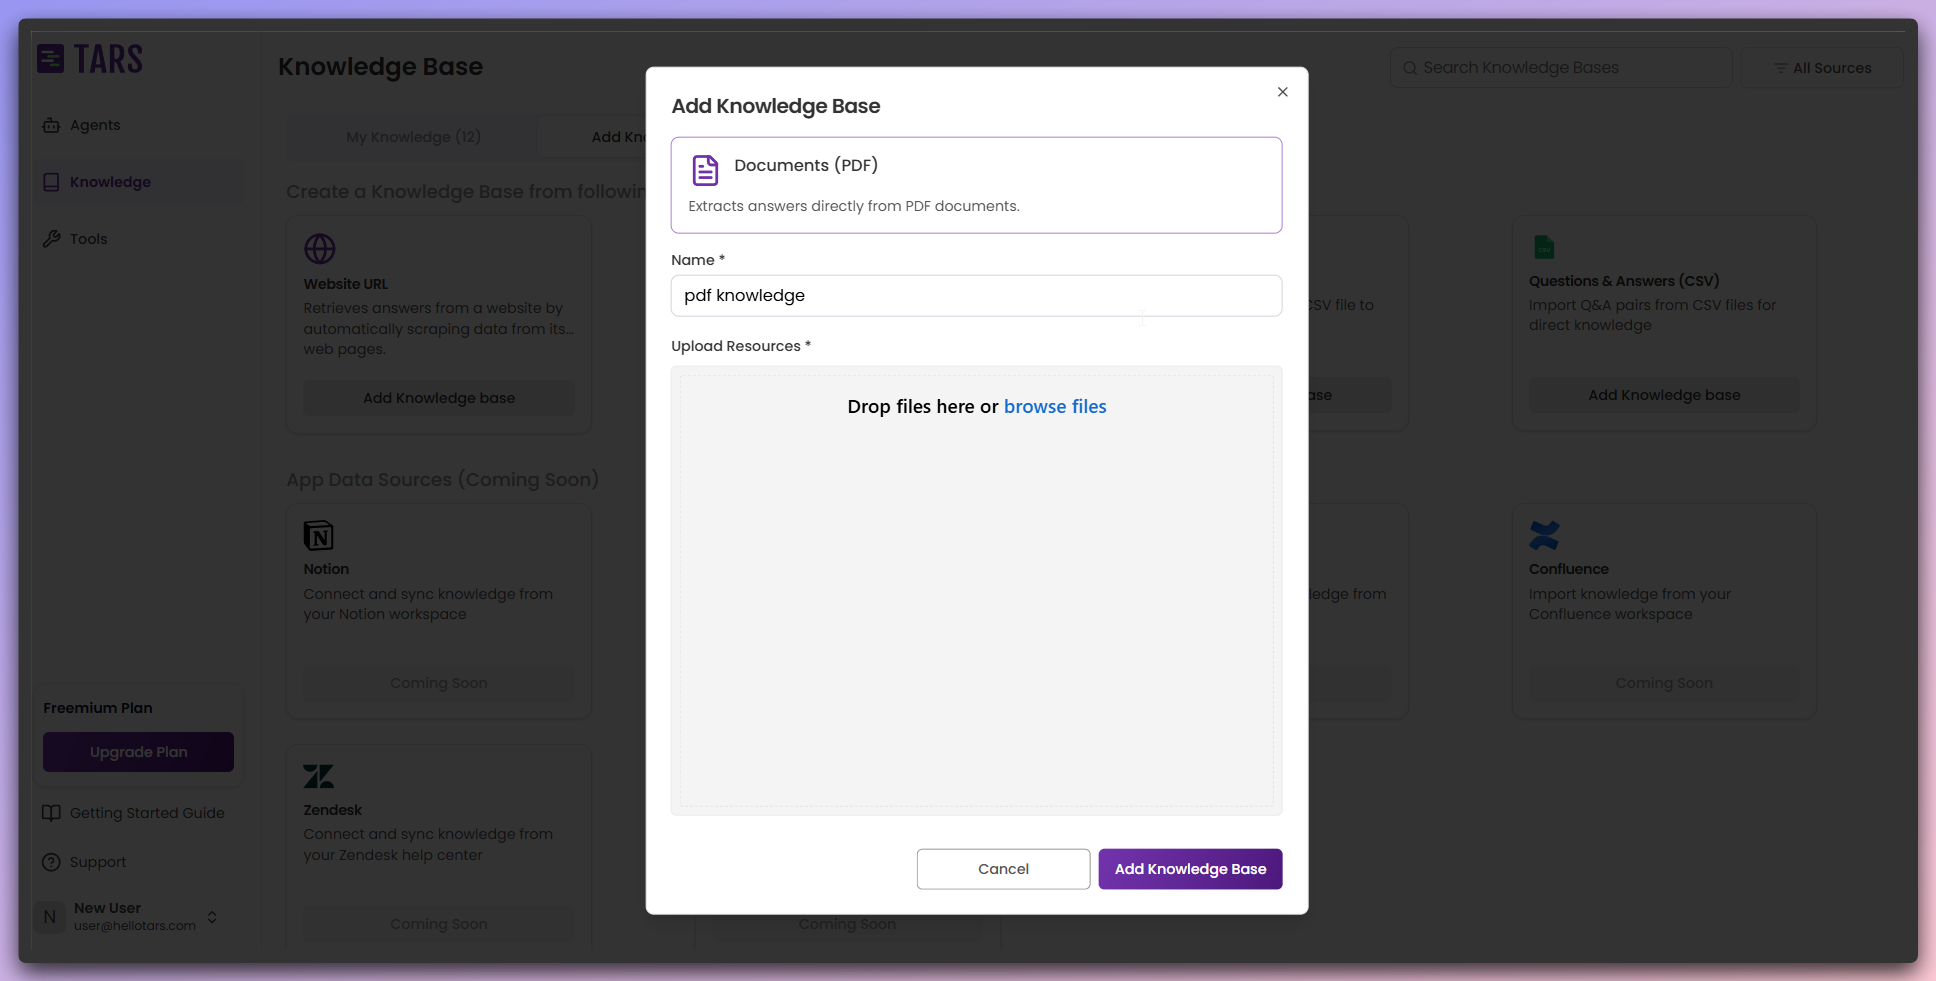 TARS
Agents
Knowledge
Tools
Freemium Plan
Upgrade Plan
Getting Started Guide
Support
N
New User
user@hellotars.com
Knowledge Base
Search Knowledge Bases
All Sources
My Knowledge (12)
Add Kn
Create a Knowledge Base from followin
Website URL
Retrieves answers from a website by
automatically scraping data from its...
web pages.
Add Knowledge base
CSV file to
ase
CSV
Questions & Answers (CSV)
Import Q&A pairs from CSV files for
direct knowledge
Add Knowledge base
App Data Sources (Coming Soon)
N
Notion
Connect and sync knowledge from
your Notion workspace
Coming Soon
ledge from
Confluence
Import knowledge from your
Confluence workspace
Coming Soon
Zendesk
Connect and sync knowledge from
your Zendesk help center
Coming Soon
Coming Soon
Add Knowledge Base
Documents (PDF)
Extracts answers directly from PDF documents.
Name *
pdf knowledge
Upload Resources *
Drop files here or browse files
Cancel
Add Knowledge Base